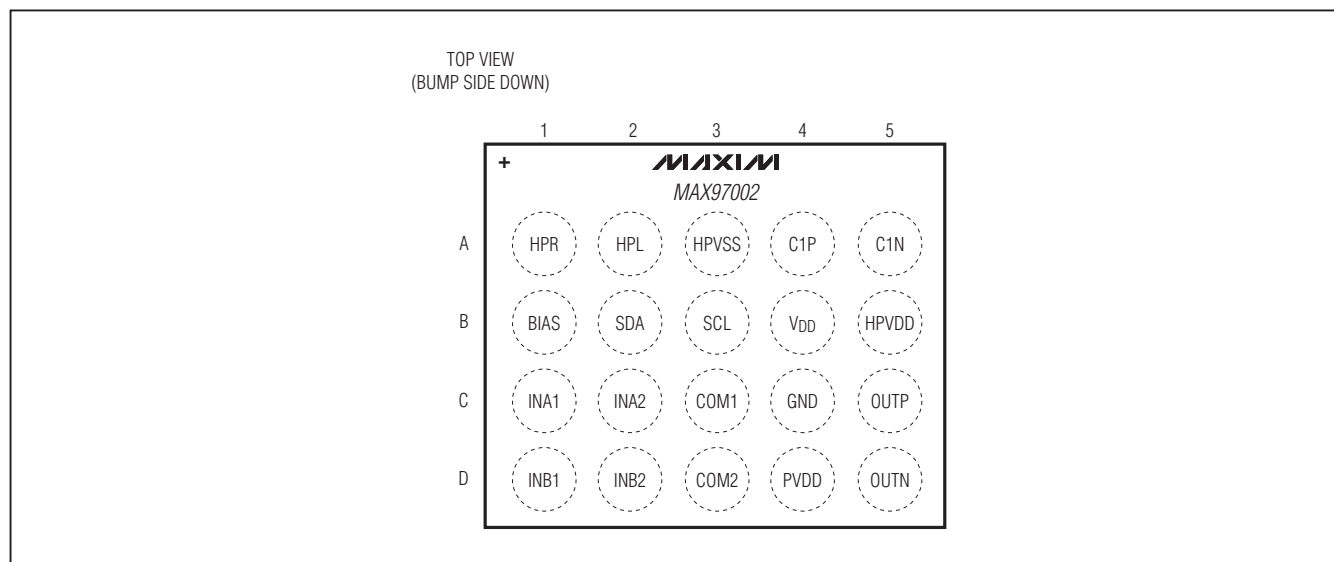 TOP VIEW
(BUMP SIDE DOWN)
1 2 3 4 5
+ MAXIM
MAX97002
A HPR HPL HPVSS C1P C1N
B BIAS SDA SCL VDD HPVDD
C INA1 INA2 COM1 GND OUTP
D INB1 INB2 COM2 PVDD OUTN